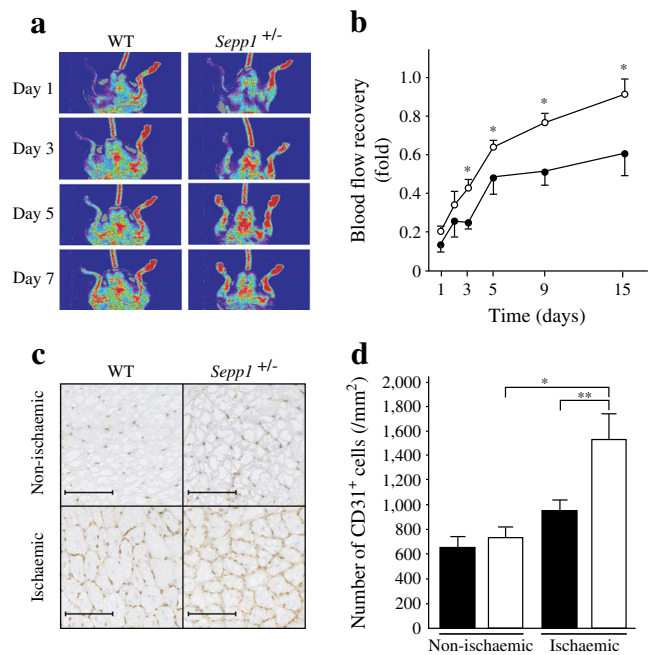 a
WT Sepp1 +/-
Day 1
Day 3
Day 5
Day 7
b
Blood flow recovery (fold)
1.0
0.8
0.6
0.4
0.2
0
* * * *
1 3 5 9 15
Time (days)
c
WT Sepp1 +/-
Non-ischaemic
Ischaemic
d
Number of CD31+ cells (/mm2)
2,000
1,800
1,600
1,400
1,200
1,000
800
600
400
200
0
*
**
Non-ischaemic Ischaemic